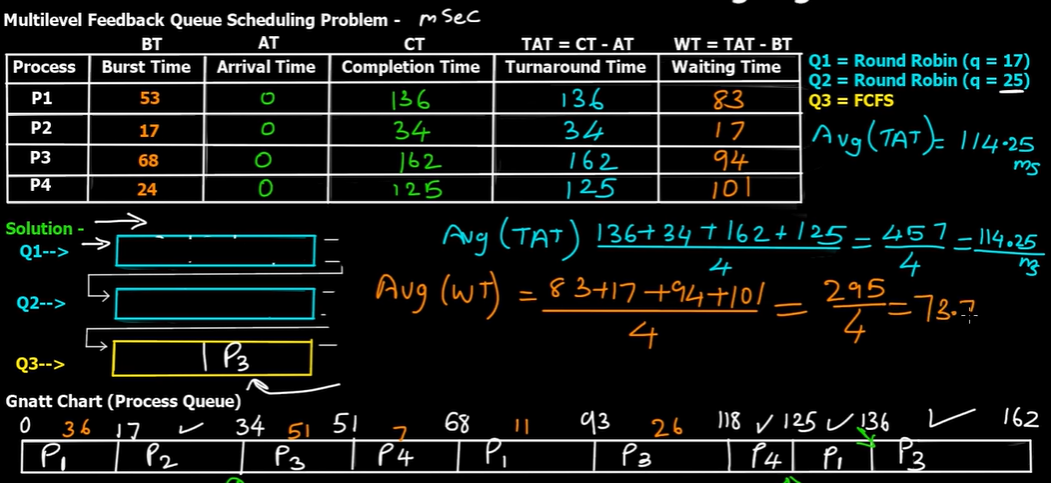 Multilevel Feedback Queue Scheduling Problem - mSec
BT AT CT TAT = CT - AT WT = TAT - BT
Process Burst Time Arrival Time Completion Time Turnaround Time Waiting Time
P1 53 0 136 136 83
P2 17 0 34 34 17
P3 68 0 162 162 94
P4 24 0 125 125 101
Q1 = Round Robin (q = 17)
Q2 = Round Robin (q = 25)
Q3 = FCFS
Avg(TAT)= 114.25
ms
Solution -
Q1-->
Q2-->
Q3--> P3
Avg (TAT) 136+34+162+125/4 = 457/4 = 114.25 ms
Avg (WT) = 83+17+94+101/4 = 295/4 = 73.7
Gnatt Chart (Process Queue)
0 36 17 ✓ 34 51 51 7 68 11 93 26 118 ✓ 125 ✓ 136 ✓ 162
P1 P2 P3 P4 P1 P3 P4 P1 P3